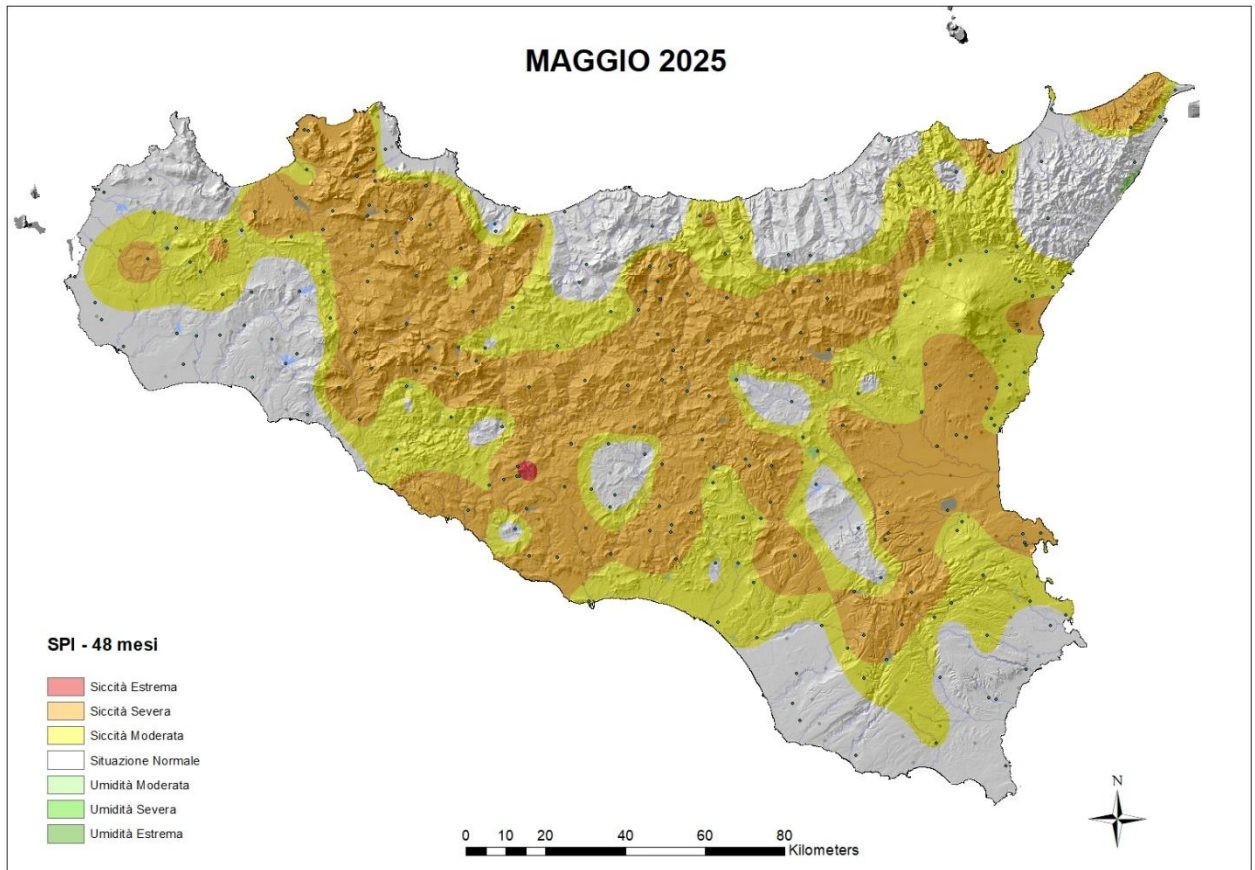 MAGGIO 2025
SPI - 48 mesi
Siccità Estrema
Siccità Severa
Siccità Moderata
Situazione Normale
Umidità Moderata
Umidità Severa
Umidità Estrema
N
0 10 20 40 60 80
Kilometers